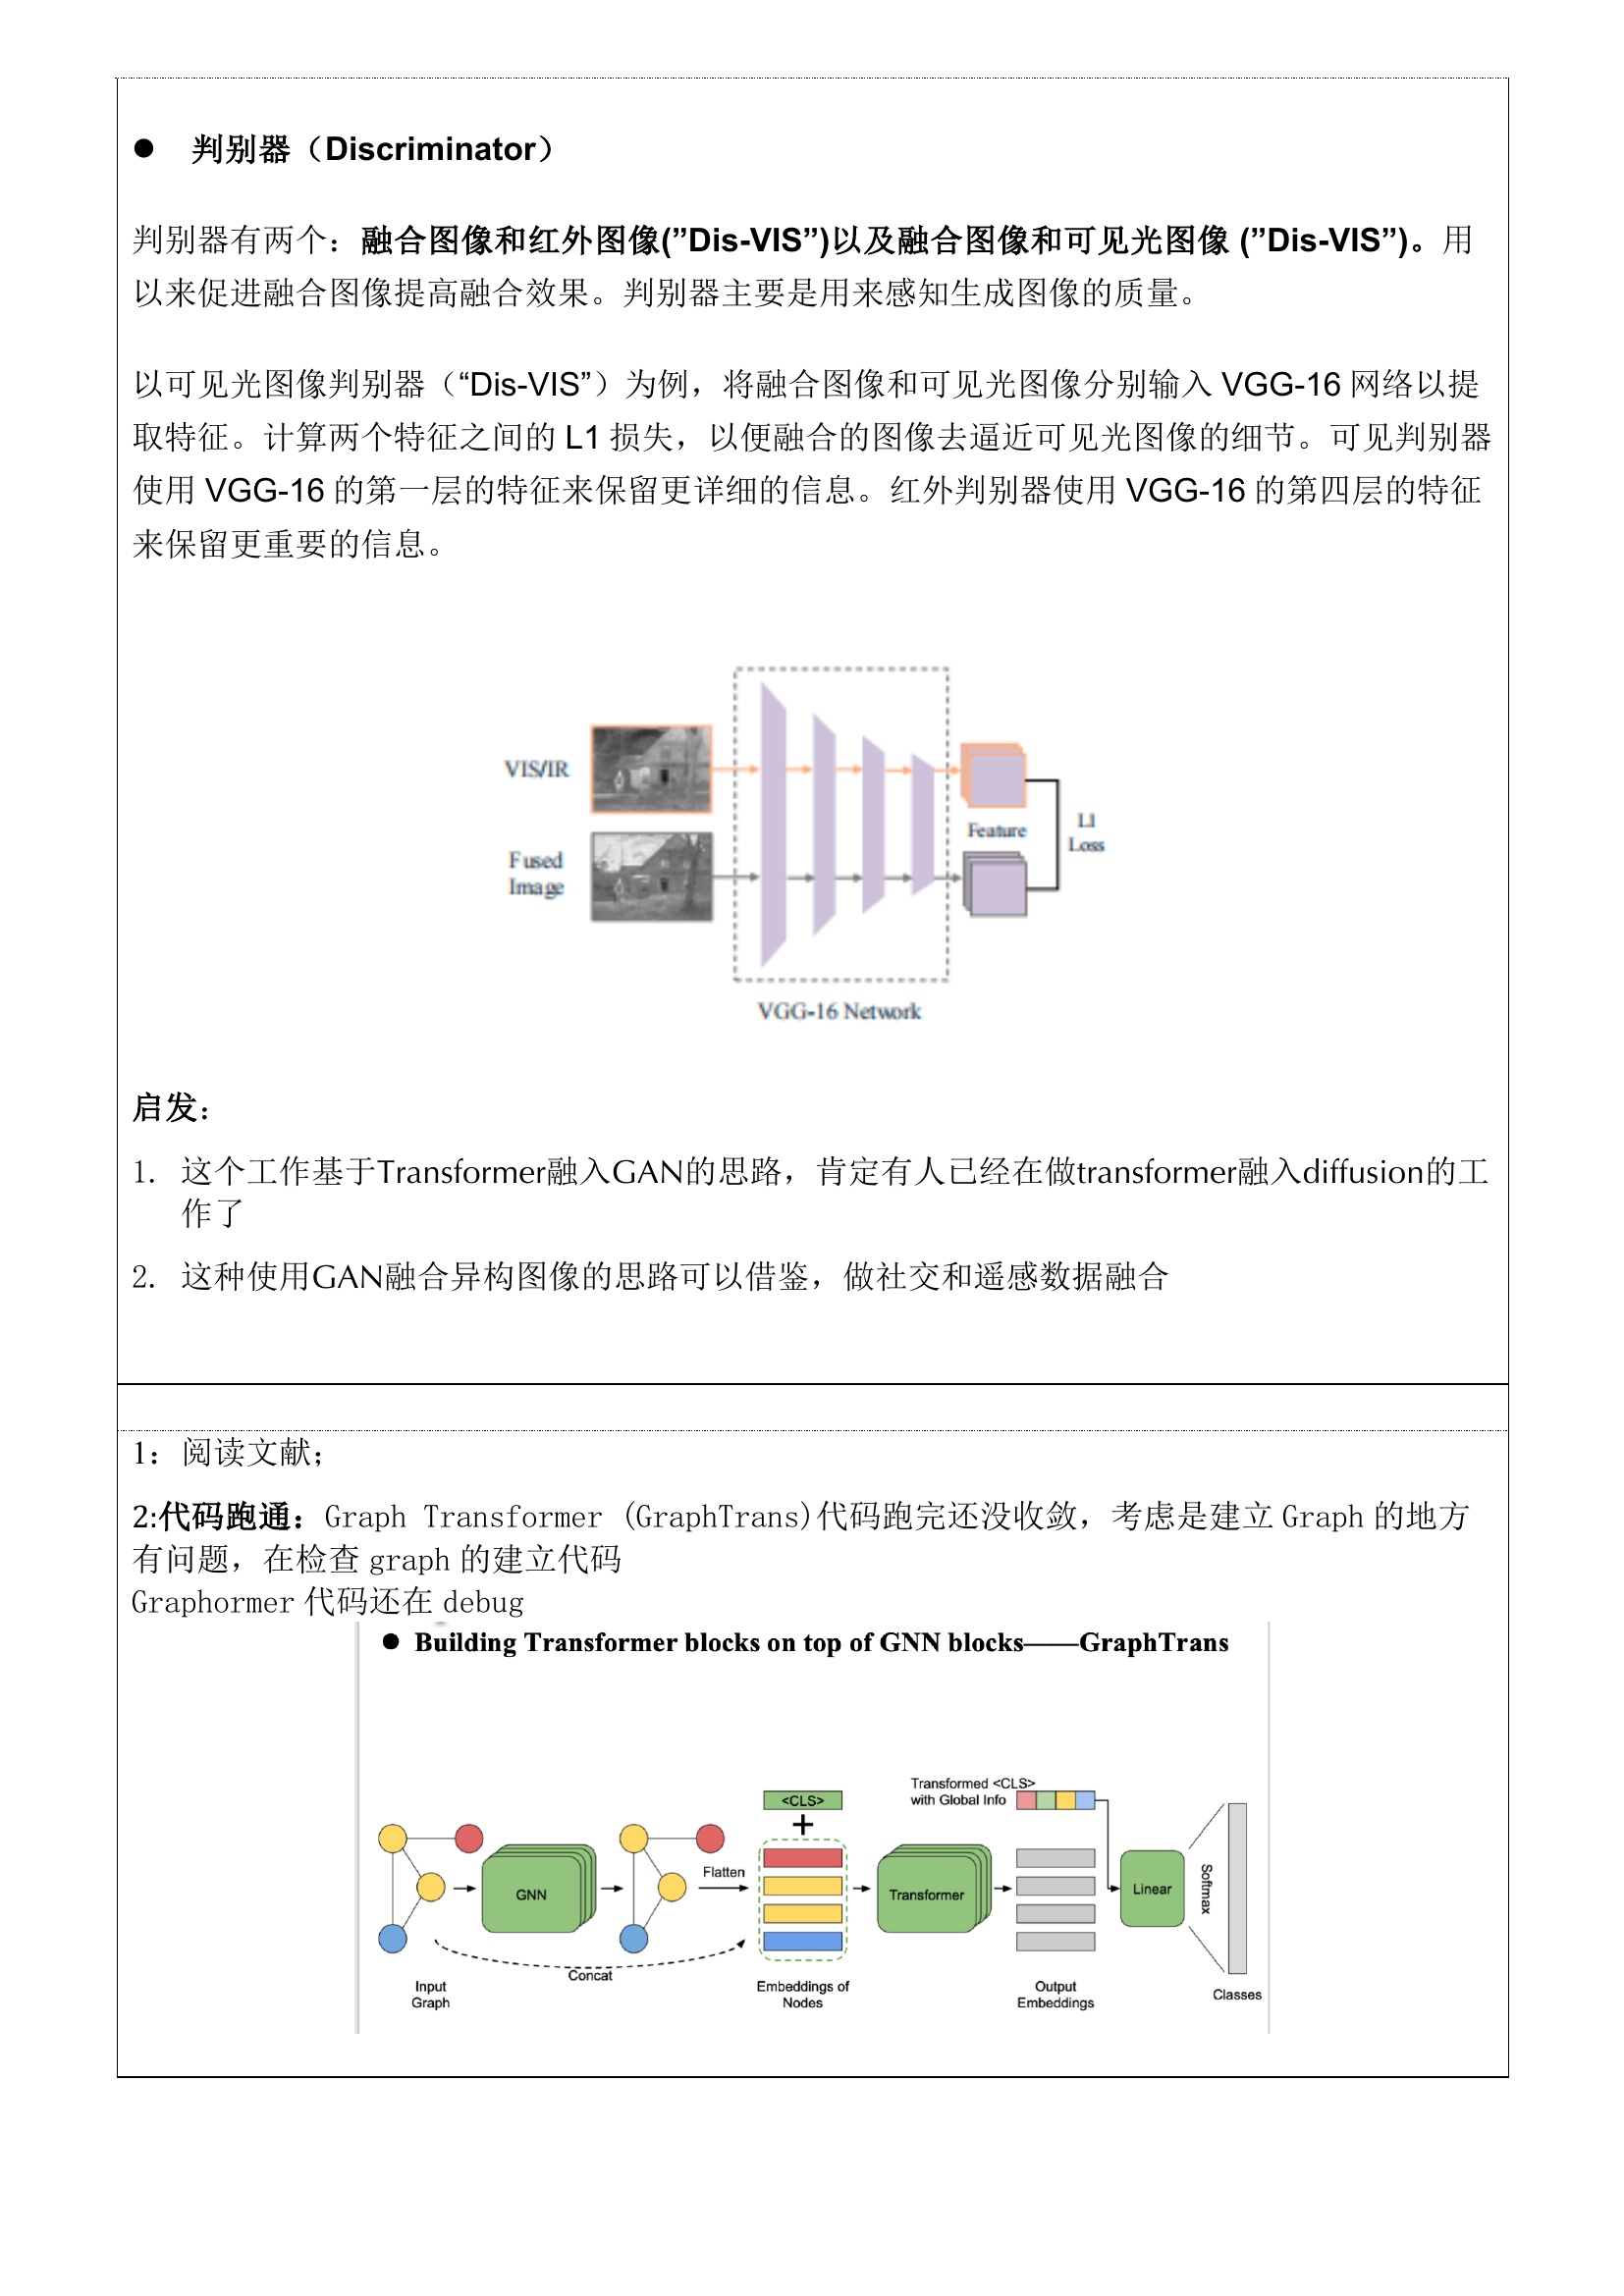 ● 判别器（Discriminator）
判别器有两个：融合图像和红外图像(”Dis-VIS”)以及融合图像和可见光图像 (”Dis-VIS”)。用
以来促进融合图像提高融合效果。判别器主要是用来感知生成图像的质量。
以可见光图像判别器（“Dis-VIS”）为例，将融合图像和可见光图像分别输入 VGG-16 网络以提
取特征。计算两个特征之间的 L1 损失，以便融合的图像去逼近可见光图像的细节。可见判别器
使用 VGG-16 的第一层的特征来保留更详细的信息。红外判别器使用 VGG-16 的第四层的特征
来保留更重要的信息。
VIS/IR
Fused
Image
Feature
L1
Loss
VGG-16 Network
启发：
1. 这个工作基于Transformer融入GAN的思路，肯定有人已经在做transformer融入diffusion的工
作了
2. 这种使用GAN融合异构图像的思路可以借鉴，做社交和遥感数据融合
1：阅读文献；
2:代码跑通：Graph Transformer (GraphTrans)代码跑完还没收敛，考虑是建立 Graph 的地方
有问题，在检查 graph 的建立代码
Graphormer 代码还在 debug
● Building Transformer blocks on top of GNN blocks——GraphTrans
Transformed <CLS>
with Global Info
<CLS>
+
Flatten
GNN
Transformer
Linear
Softmax
Concat
Input
Graph
Embeddings of
Nodes
Output
Embeddings
Classes